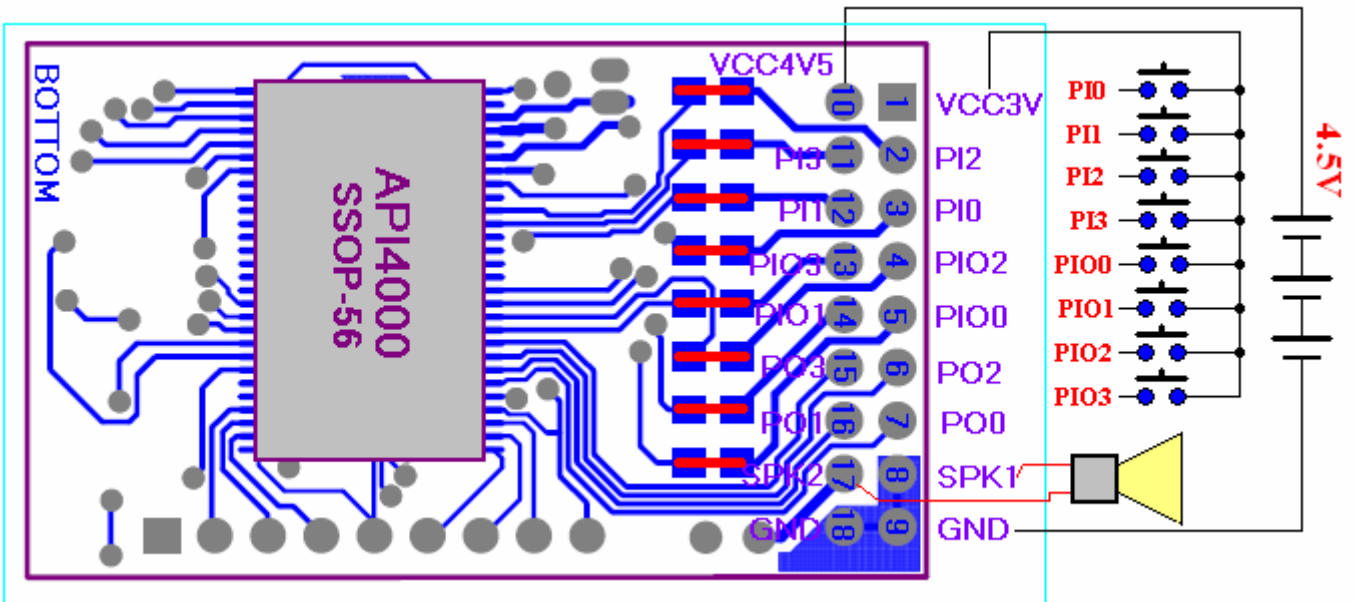 BOTTOM
API4000
SSOP-56
VCC4V5
10
1
VCC3V
PI3
11
2
PI2
PI1
12
3
PI0
PIO3
13
4
PIO2
PIO1
14
5
PIO0
PO3
15
6
PO2
PO1
16
7
PO0
SPK2
17
8
SPK1
GND
18
9
GND
PI0
PI1
PI2
PI3
PIO0
PIO1
PIO2
PIO3
4.5V